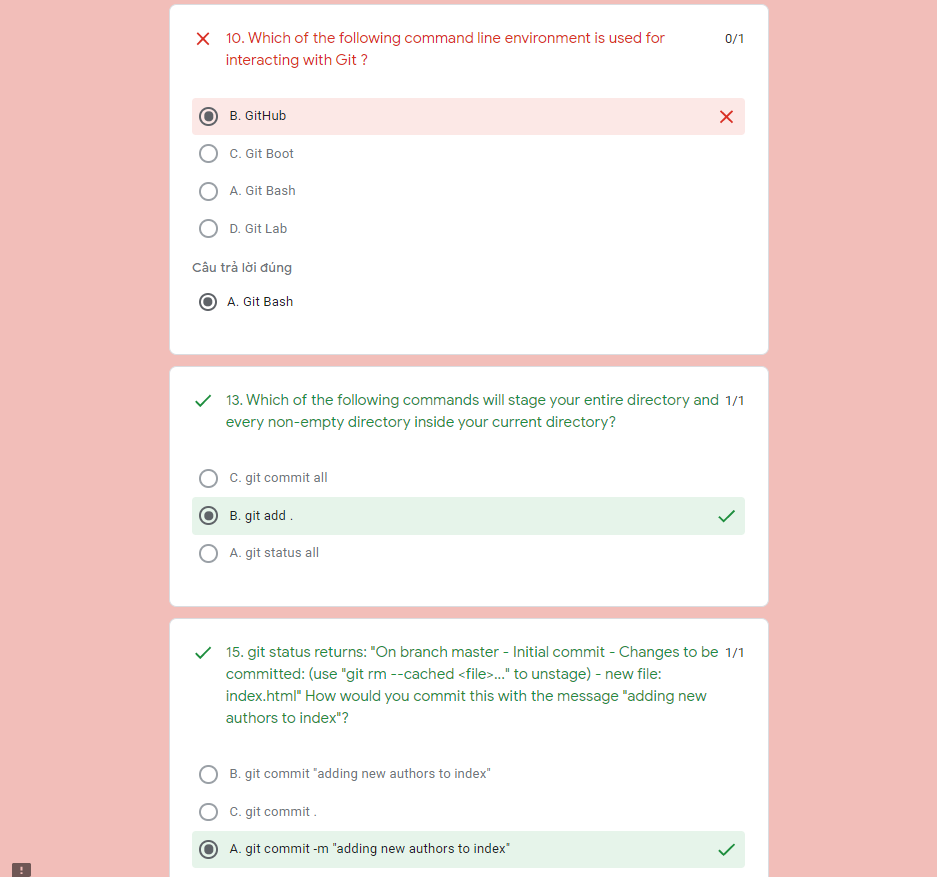 10. Which of the following command line environment is used for
0/1
interacting with Git ?
B. GitHub
C. Git Boot
A. Git Bash
D. Git Lab
Câu trả lời đúng
A. Git Bash
13. Which of the following commands will stage your entire directory and
1/1
every non-empty directory inside your current directory?
C. git commit all
B. git add .
A. git status all
15. git status returns: "On branch master - Initial commit - Changes to be
1/1
committed: (use "git rm --cached <file>..." to unstage) - new file:
index.html" How would you commit this with the message "adding new
authors to index"?
B. git commit "adding new authors to index"
C. git commit .
A. git commit -m "adding new authors to index"